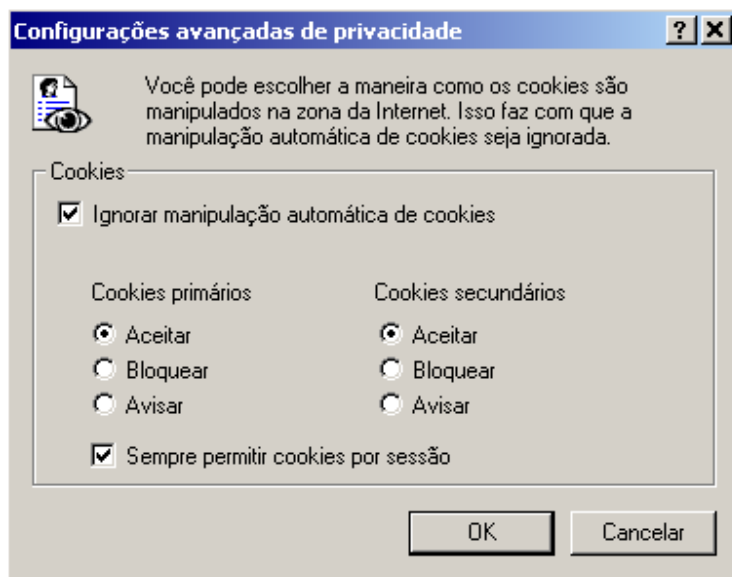 Configurações avançadas de privacidade
Você pode escolher a maneira como os cookies são
manipulados na zona da Internet. Isso faz com que a
manipulação automática de cookies seja ignorada.
Cookies
Ignorar manipulação automática de cookies
Cookies primários Cookies secundários
Aceitar Aceitar
Bloquear Bloquear
Avisar Avisar
Sempre permitir cookies por sessão
OK Cancelar